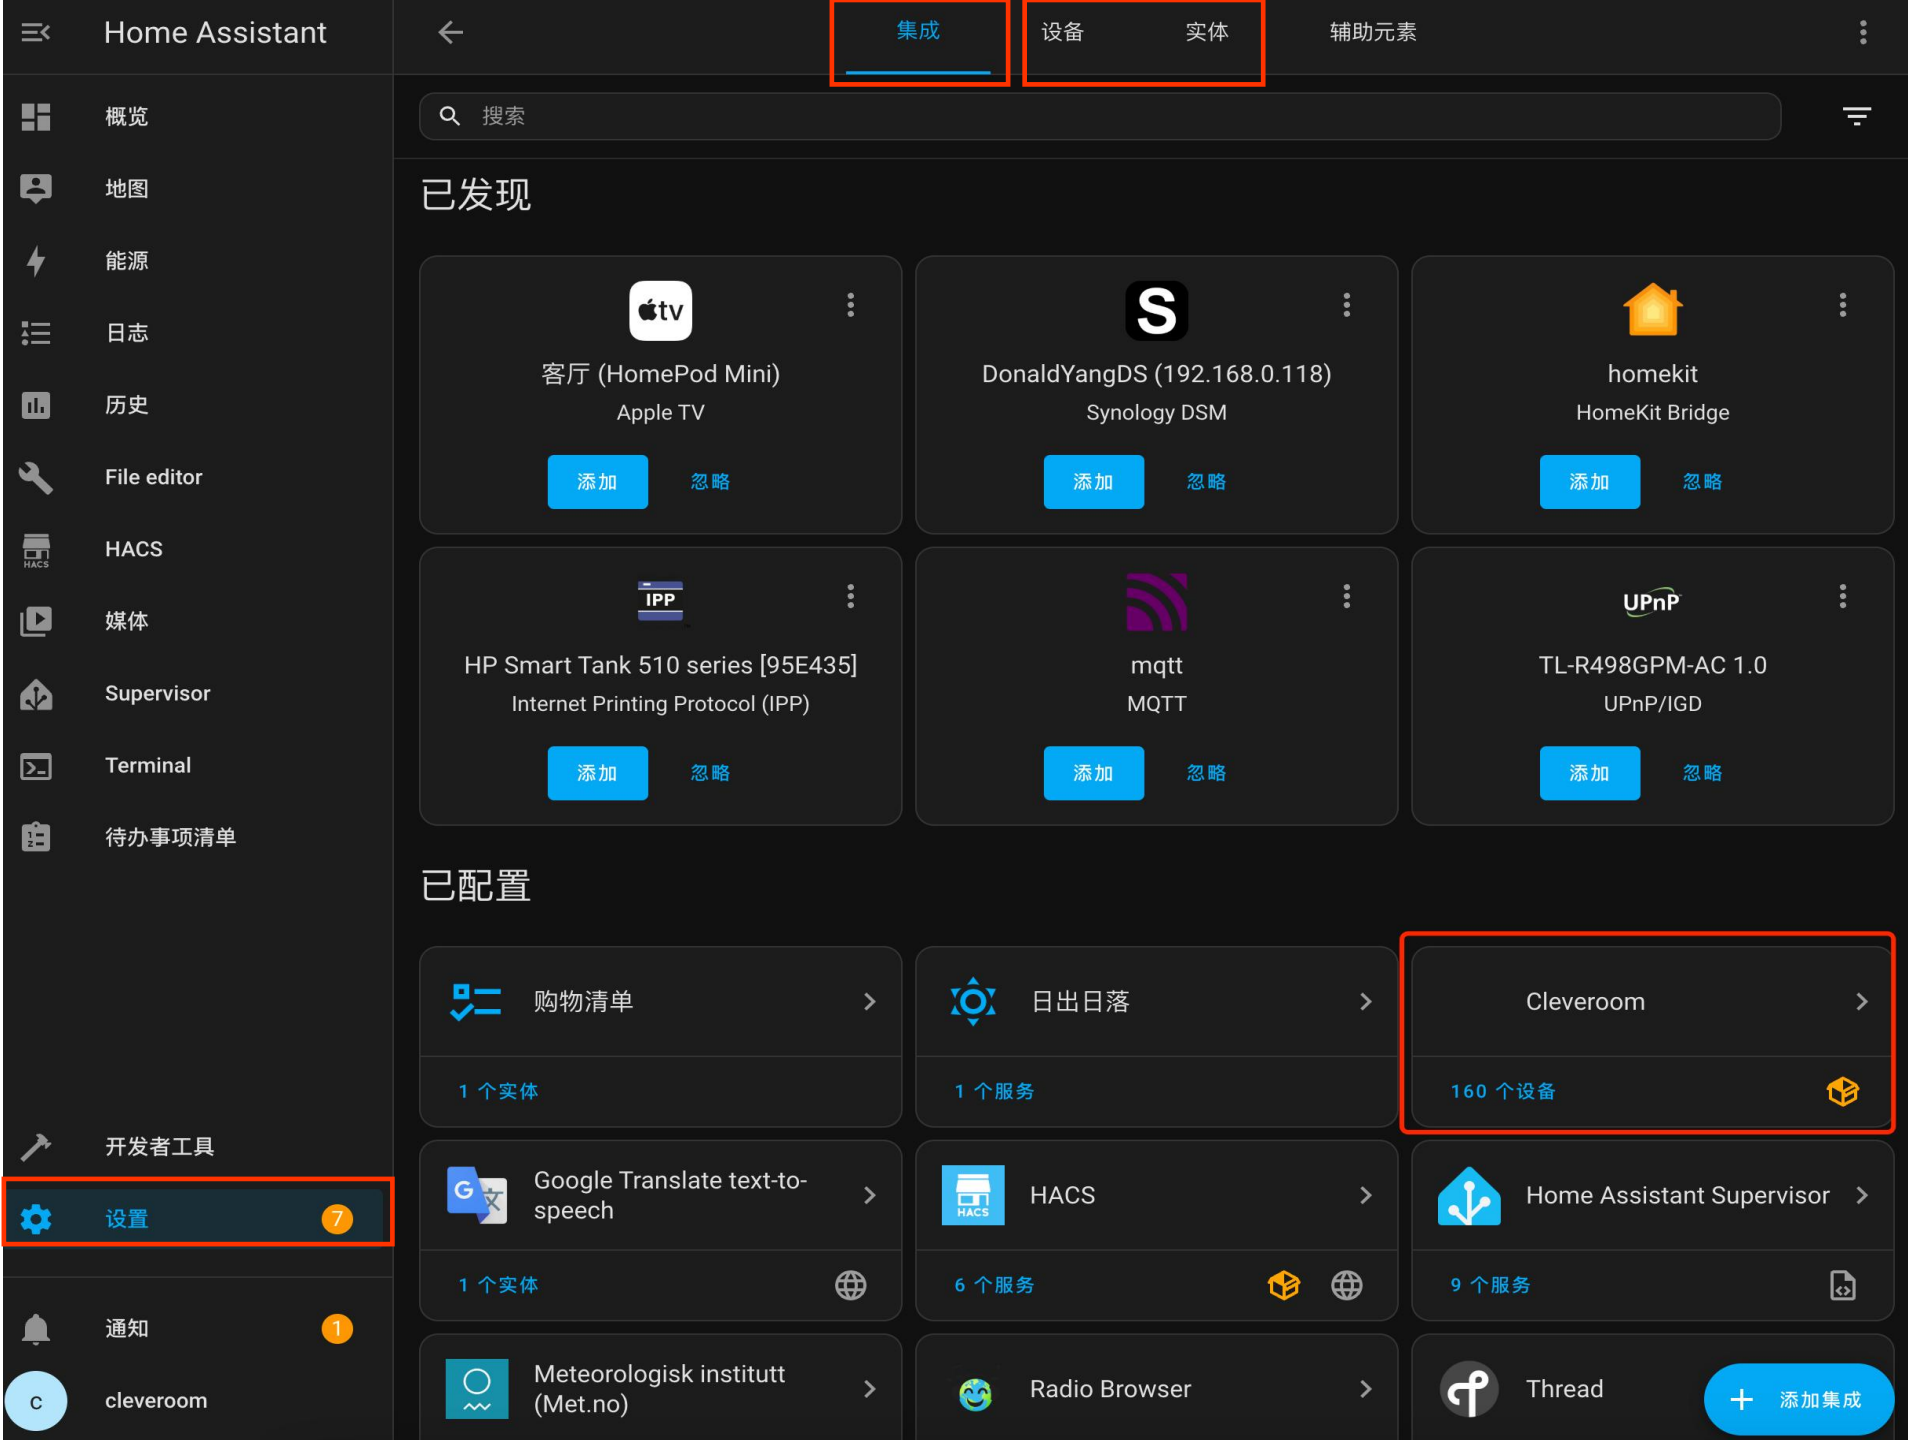 Home Assistant
集成
设备
实体
辅助元素
概览
地图
能源
日志
历史
File editor
HACS
HACS
媒体
Supervisor
Terminal
待办事项清单
开发者工具
设置
7
通知
1
c
cleveroom
搜索
已发现
tv
客厅 (HomePod Mini)
Apple TV
添加
忽略
S
DonaldYangDS (192.168.0.118)
Synology DSM
添加
忽略
homekit
HomeKit Bridge
添加
忽略
IPP
HP Smart Tank 510 series [95E435]
Internet Printing Protocol (IPP)
添加
忽略
mqtt
MQTT
添加
忽略
UPnP
TL-R498GPM-AC 1.0
UPnP/IGD
添加
忽略
已配置
购物清单
1 个实体
日出日落
1 个服务
Cleveroom
160 个设备
G 文
Google Translate text-to-
speech
1 个实体
HACS
HACS
6 个服务
Home Assistant Supervisor
9 个服务
Meteorologisk institutt
(Met.no)
Radio Browser
Thread
添加集成